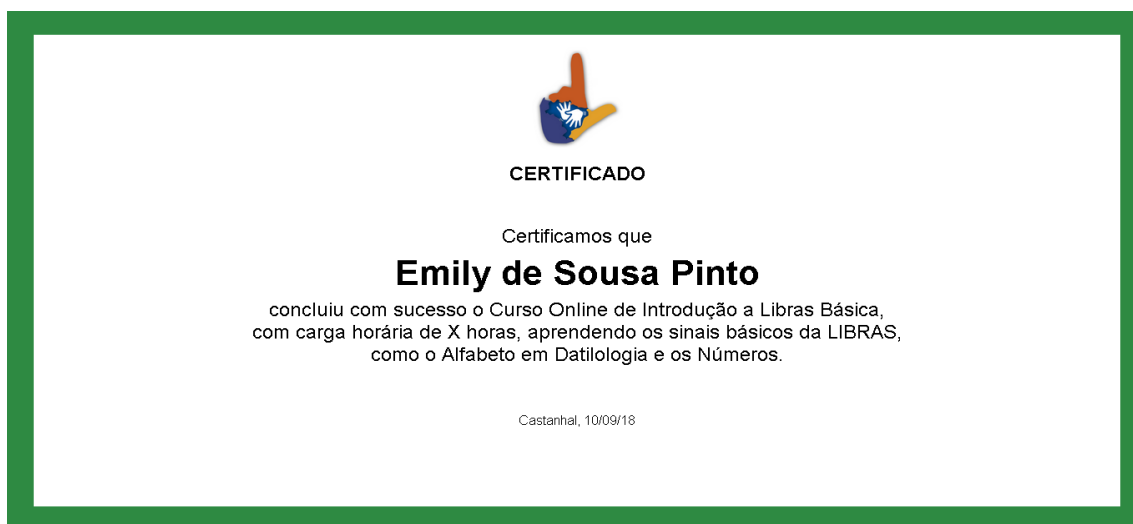 CERTIFICADO
Certificamos que
Emily de Sousa Pinto
concluiu com sucesso o Curso Online de Introdução a Libras Básica,
com carga horária de X horas, aprendendo os sinais básicos da LIBRAS,
como o Alfabeto em Datilologia e os Números.
Castanhal, 10/09/18